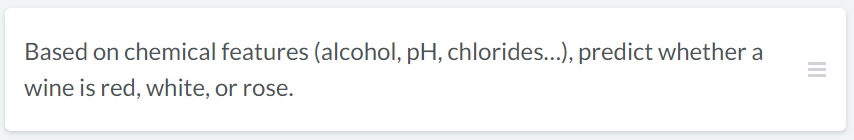 Based on chemical features (alcohol, pH, chlorides...), predict whether a
wine is red, white, or rose.